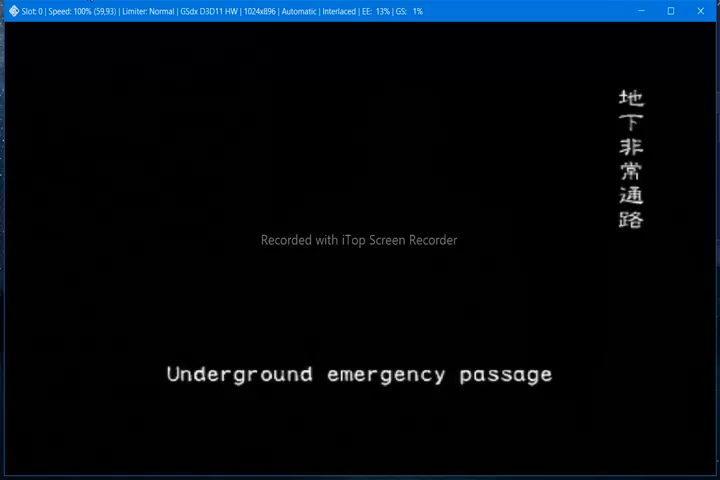 Slot: 0 | Speed: 100% (59,93) | Limiter: Normal | GSdx D3D11 HW | 1024x896 | Automatic | Interlaced | EE: 13% | GS: 1%
地下非常通路
Recorded with iTop Screen Recorder
Underground emergency passage